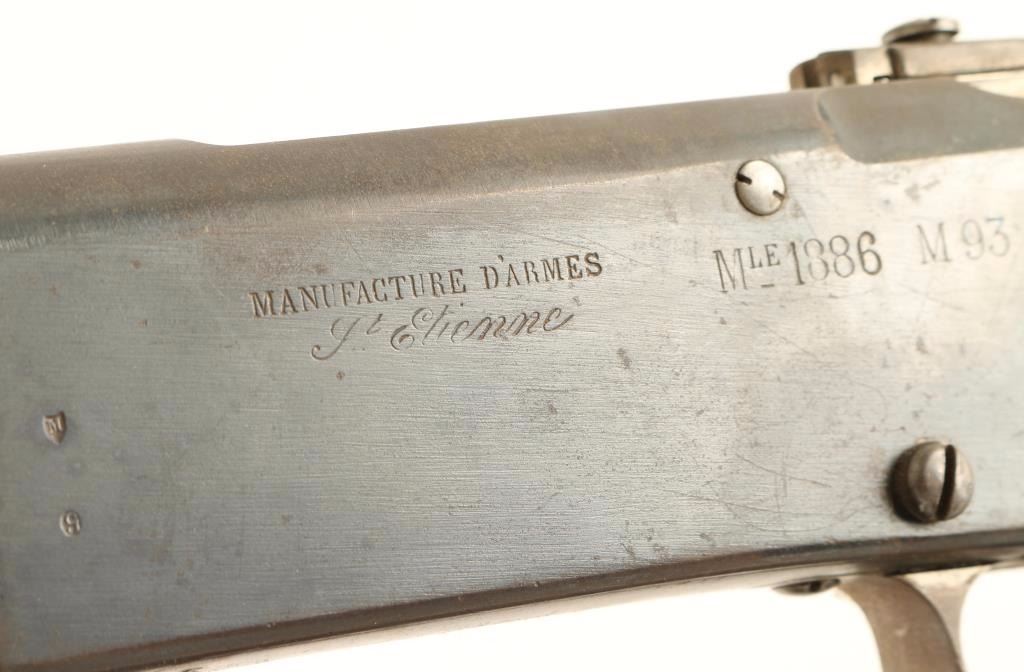 MANUFACTURE D'ARMES
St Etienne
MLE 1886 M 93
M
G